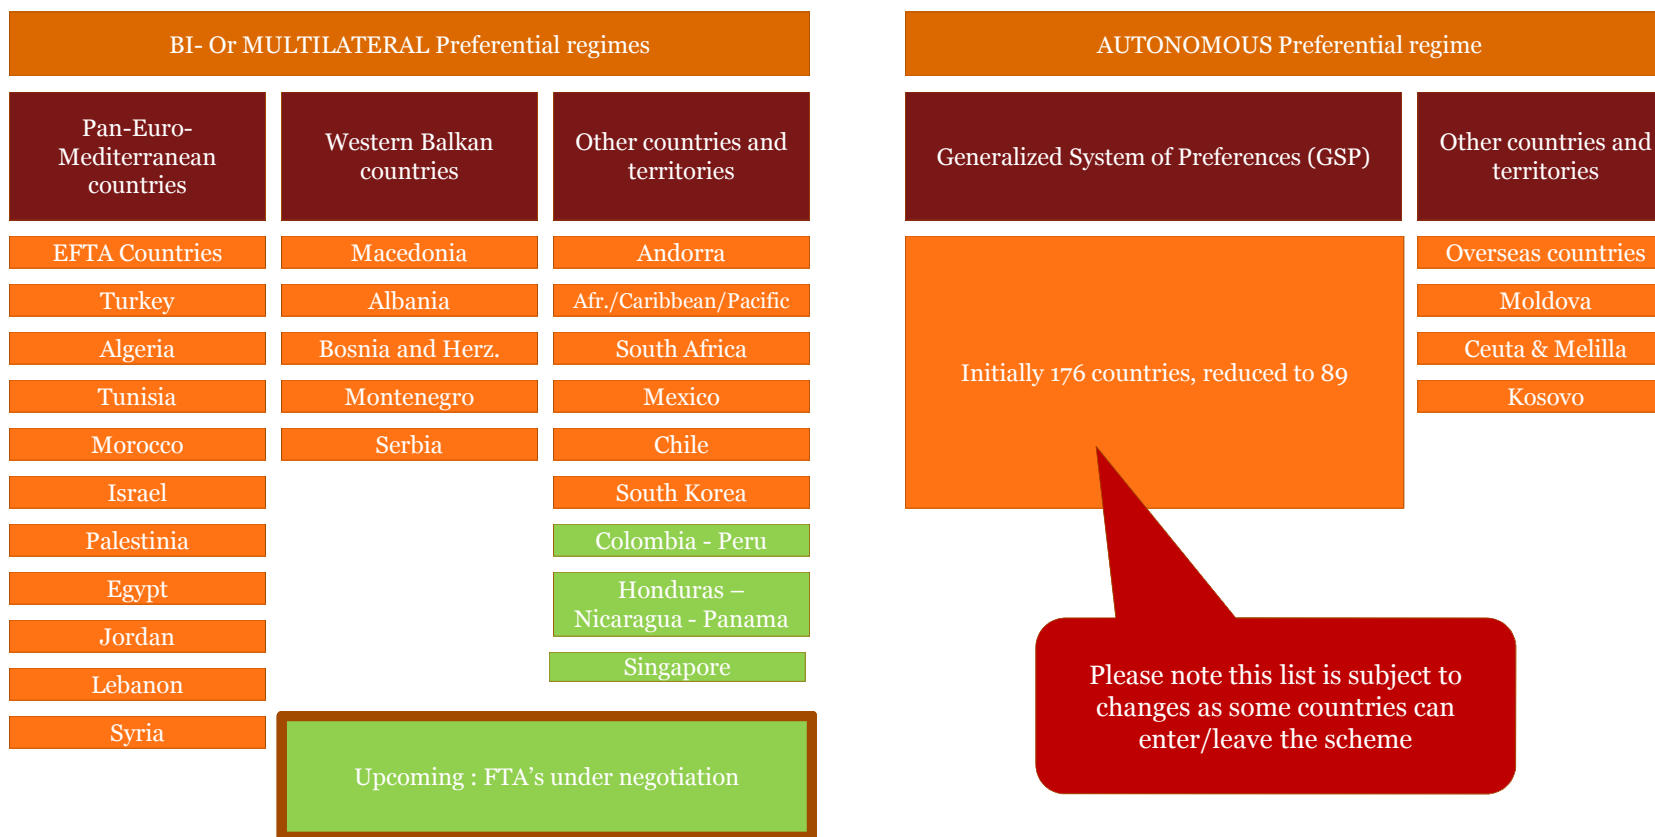 BI- Or MULTILATERAL Preferential regimes
Pan-Euro-
Mediterranean
countries
EFTA Countries
Turkey
Algeria
Tunisia
Morocco
Israel
Palestinia
Egypt
Jordan
Lebanon
Syria
Western Balkan
countries
Macedonia
Albania
Bosnia and Herz.
Montenegro
Serbia
Other countries and
territories
Andorra
Afr./Caribbean/Pacific
South Africa
Mexico
Chile
South Korea
Colombia - Peru
Honduras –
Nicaragua - Panama
Singapore
Upcoming : FTA’s under negotiation
AUTONOMOUS Preferential regime
Generalized System of Preferences (GSP)
Initially 176 countries, reduced to 89
Please note this list is subject to
changes as some countries can
enter/leave the scheme
Other countries and
territories
Overseas countries
Moldova
Ceuta & Melilla
Kosovo